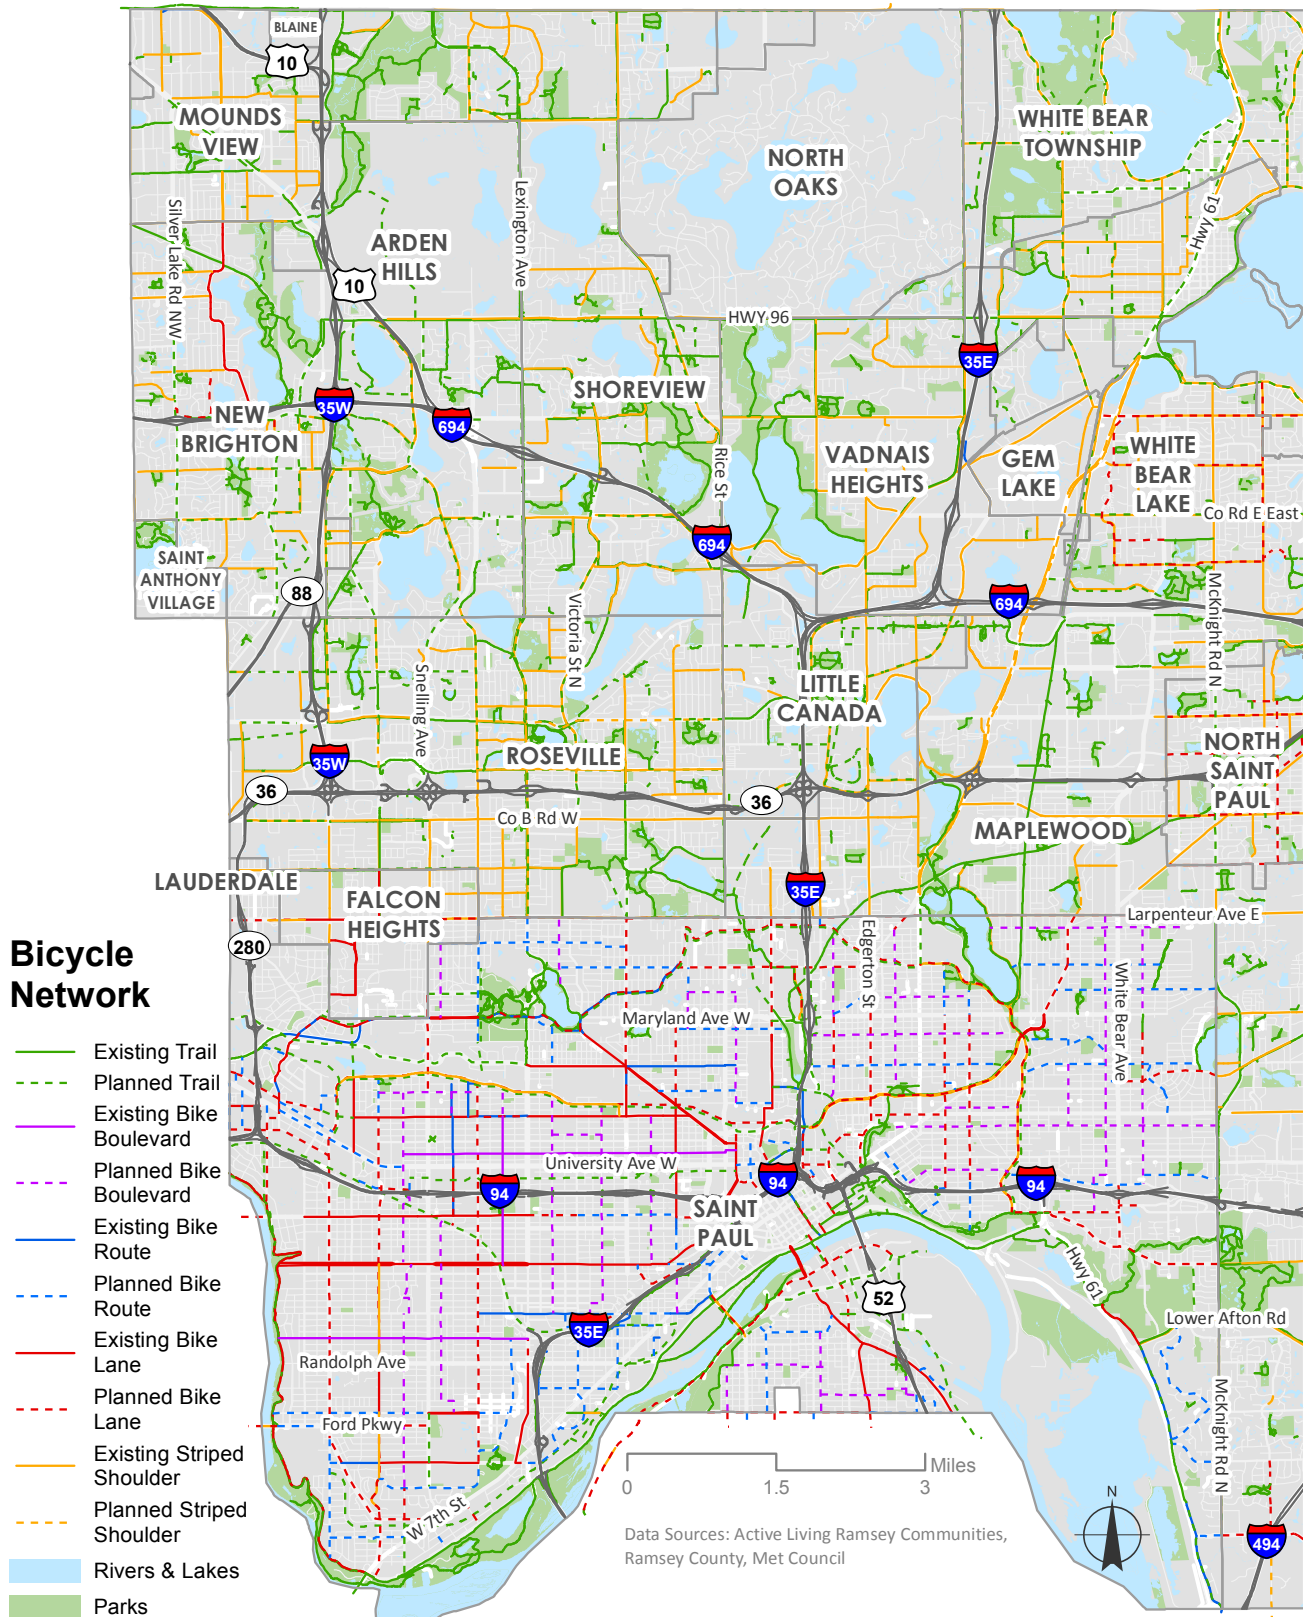 BLAINE
10
MOUNDS
VIEW
WHITE BEAR
TOWNSHIP
NORTH
OAKS
Silver Lake Rd NW
Lexington Ave
Hwy 61
ARDEN
HILLS
10
HWY 96
35E
SHOREVIEW
35W
694
NEW
BRIGHTON
Rice St
VADNAIS
HEIGHTS
GEM
LAKE
WHITE
BEAR
LAKE
Co Rd E East
694
SAINT
ANTHONY
VILLAGE
88
694
Victoria St N
McKnight Rd N
Snelling Ave
LITTLE
CANADA
ROSEVILLE
35W
NORTH
SAINT
PAUL
36
36
Co B Rd W
MAPLEWOOD
LAUDERDALE
FALCON
HEIGHTS
35E
Larpenteur Ave E
280
Edgerton St
White Bear Ave
Maryland Ave W
University Ave W
94
94
94
SAINT
PAUL
Hwy 61
52
Lower Afton Rd
35E
Randolph Ave
Ford Pkwy
McKnight Rd N
W 7th St
494
Bicycle
Network
Existing Trail
Planned Trail
Existing Bike
Boulevard
Planned Bike
Boulevard
Existing Bike
Route
Planned Bike
Route
Existing Bike
Lane
Planned Bike
Lane
Existing Striped
Shoulder
Planned Striped
Shoulder
Rivers & Lakes
Parks
Miles
0 1.5 3
N
Data Sources: Active Living Ramsey Communities,
Ramsey County, Met Council